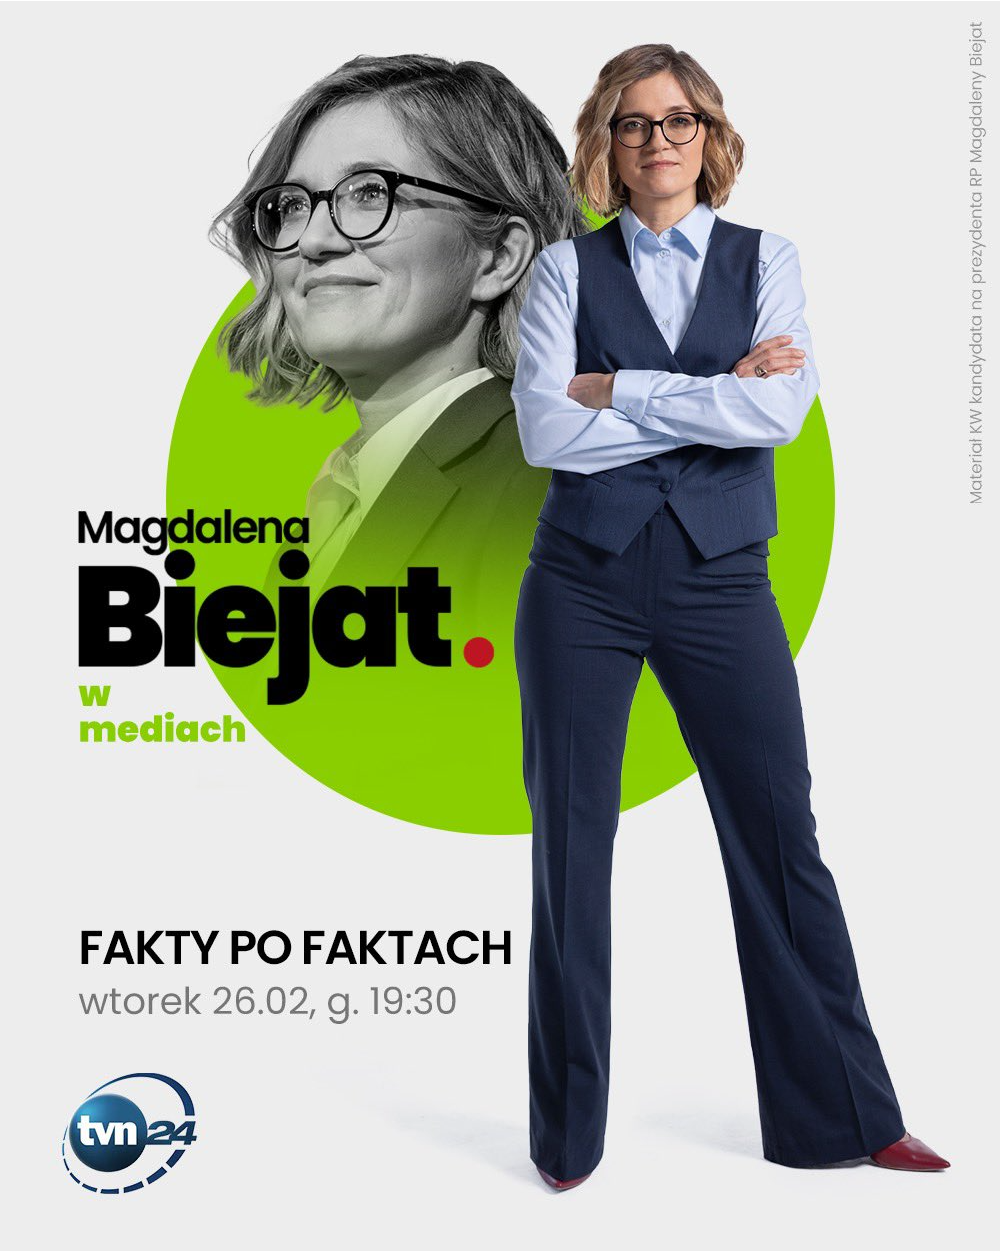 Materiał KW kandydata na prezydenta RP Magdaleny Biejat
Magdalena
Biejat.
w
mediach
FAKTY PO FAKTACH
wtorek 26.02, g. 19:30
tvn24